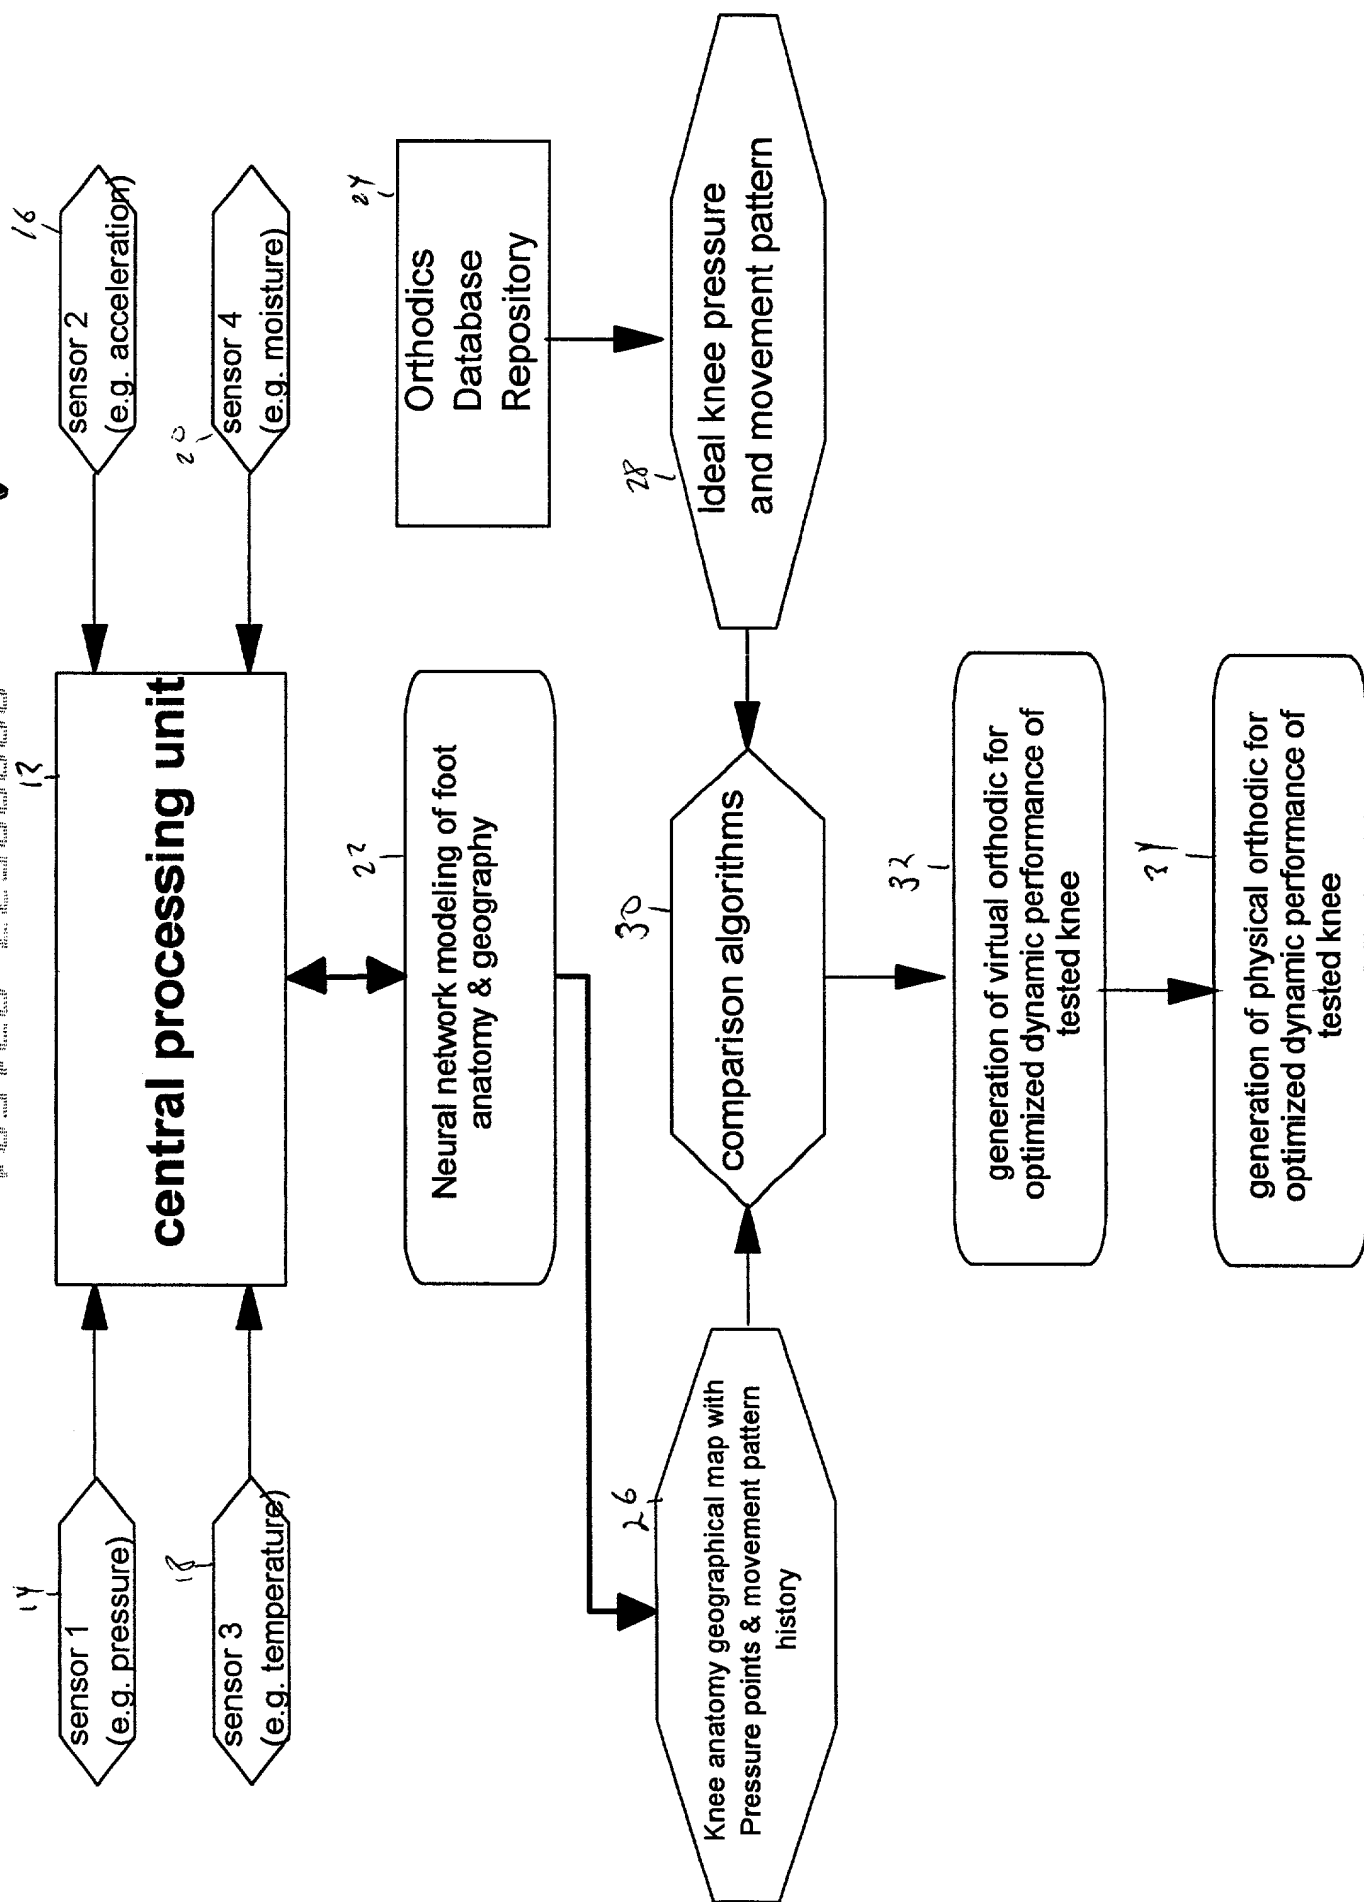 14
sensor 1
(e.g. pressure)
12
central processing unit
16
sensor 2
(e.g. acceleration)
18
sensor 3
(e.g. temperature)
20
sensor 4
(e.g. moisture)
22
Neural network modeling of foot
anatomy & geography
24
Orthodics
Database
Repository
26
Knee anatomy geographical map with
Pressure points & movement pattern
history
30
comparison algorithms
28
Ideal knee pressure
and movement pattern
32
generation of virtual orthodic for
optimized dynamic performance of
tested knee
34
generation of physical orthodic for
optimized dynamic performance of
tested knee